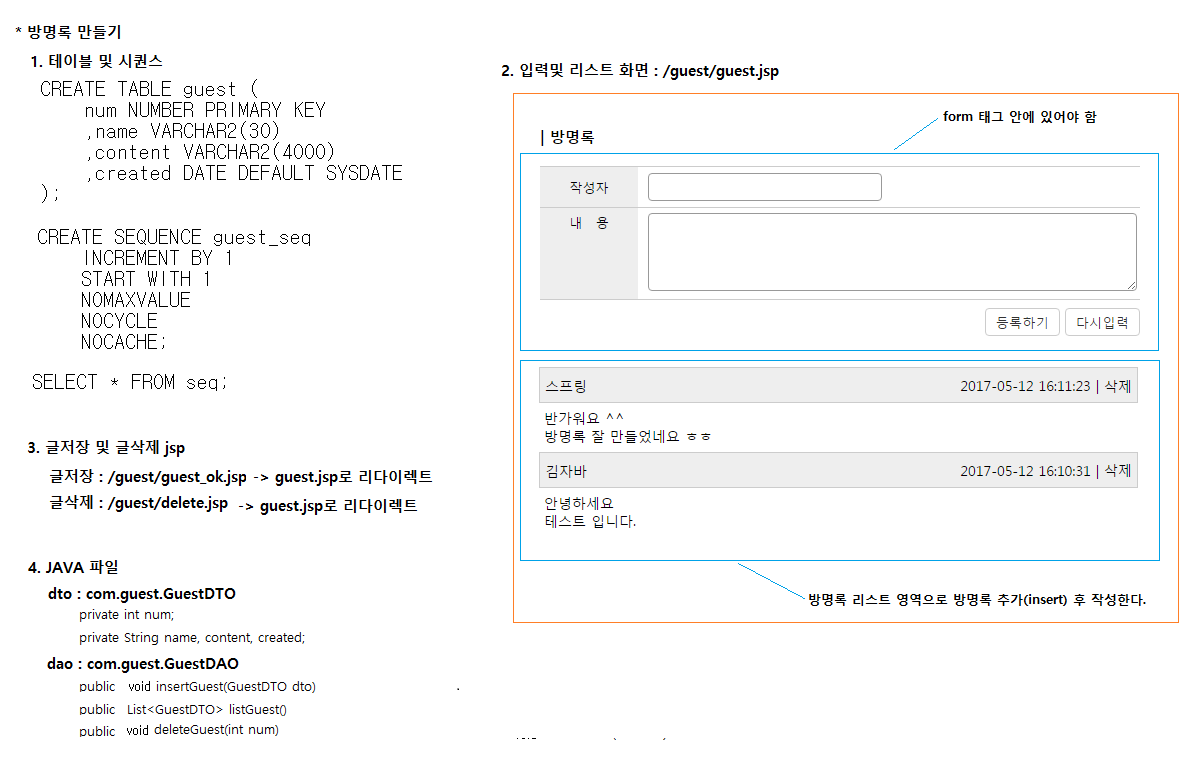 * 방명록 만들기
1. 테이블 및 시퀀스
CREATE TABLE guest (
num NUMBER PRIMARY KEY
,name VARCHAR2(30)
,content VARCHAR2(4000)
,created DATE DEFAULT SYSDATE
);
CREATE SEQUENCE guest_seq
INCREMENT BY 1
START WITH 1
NOMAXVALUE
NOCYCLE
NOCACHE;
SELECT * FROM seq;
2. 입력및 리스트 화면 : /guest/guest.jsp
form 태그 안에 있어야 함
| 방명록
작성자
내 용
등록하기 다시입력
스프링 2017-05-12 16:11:23 | 삭제
반가워요 ^^
방명록 잘 만들었네요 ㅎㅎ
김자바 2017-05-12 16:10:31 | 삭제
안녕하세요
테스트 입니다.
방명록 리스트 영역으로 방명록 추가(insert) 후 작성한다.
3. 글저장 및 글삭제 jsp
글저장 : /guest/guest_ok.jsp -> guest.jsp로 리다이렉트
글삭제 : /guest/delete.jsp -> guest.jsp로 리다이렉트
4. JAVA 파일
dto : com.guest.GuestDTO
private int num;
private String name, content, created;
dao : com.guest.GuestDAO
public void insertGuest(GuestDTO dto)
public List<GuestDTO> listGuest()
public void deleteGuest(int num)